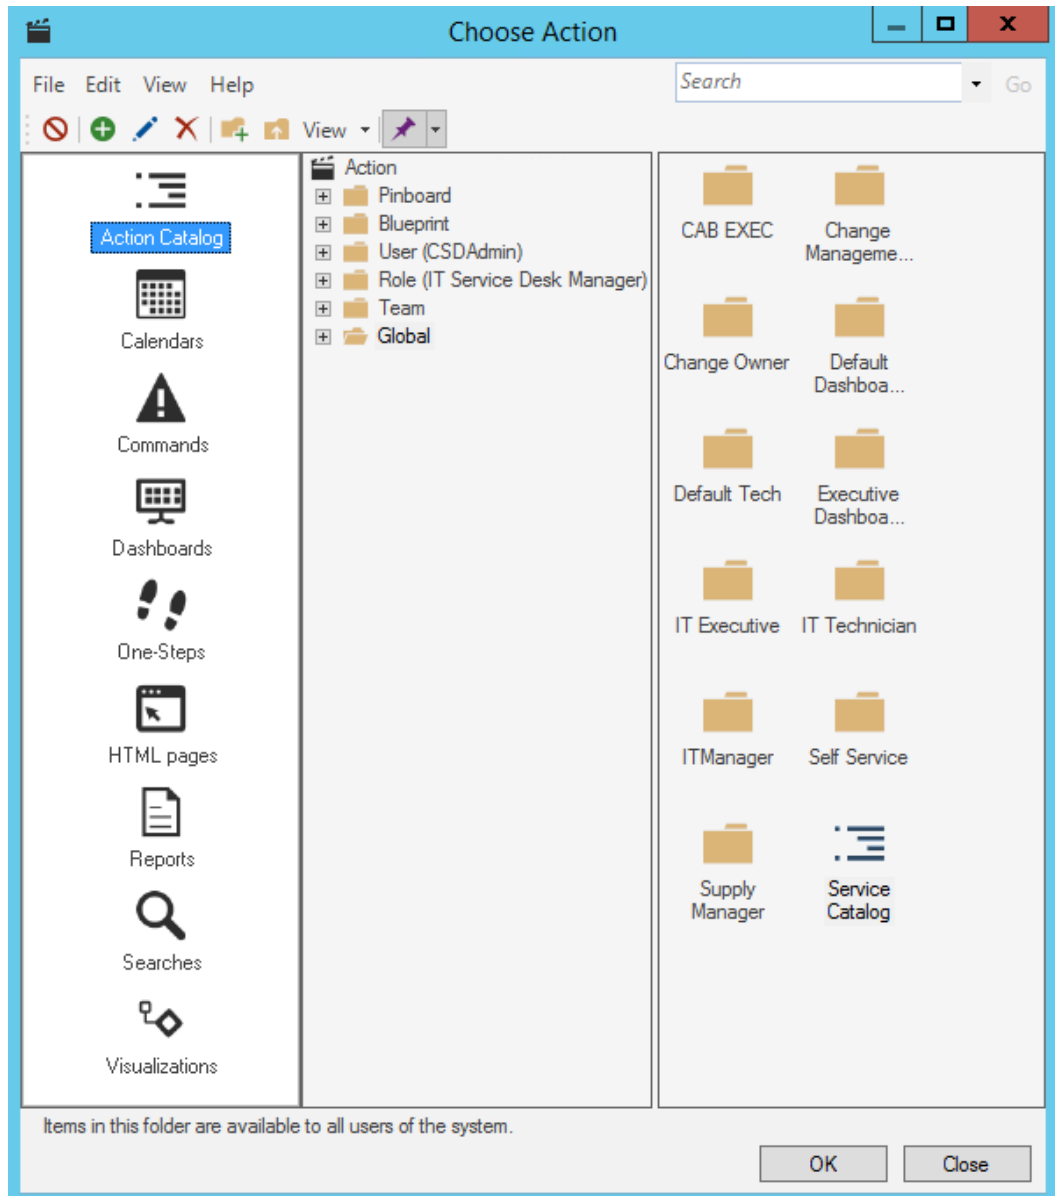 Choose Action
File Edit View Help
Search
Go
View
Action Catalog
Calendars
Commands
Dashboards
One-Steps
HTML pages
Reports
Searches
Visualizations
Action
Pinboard
Blueprint
User (CSDAdmin)
Role (IT Service Desk Manager)
Team
Global
CAB EXEC
Change
Manageme...
Change Owner
Default
Dashboa...
Default Tech
Executive
Dashboa...
IT Executive
IT Technician
ITManager
Self Service
Supply
Manager
Service
Catalog
Items in this folder are available to all users of the system.
OK
Close